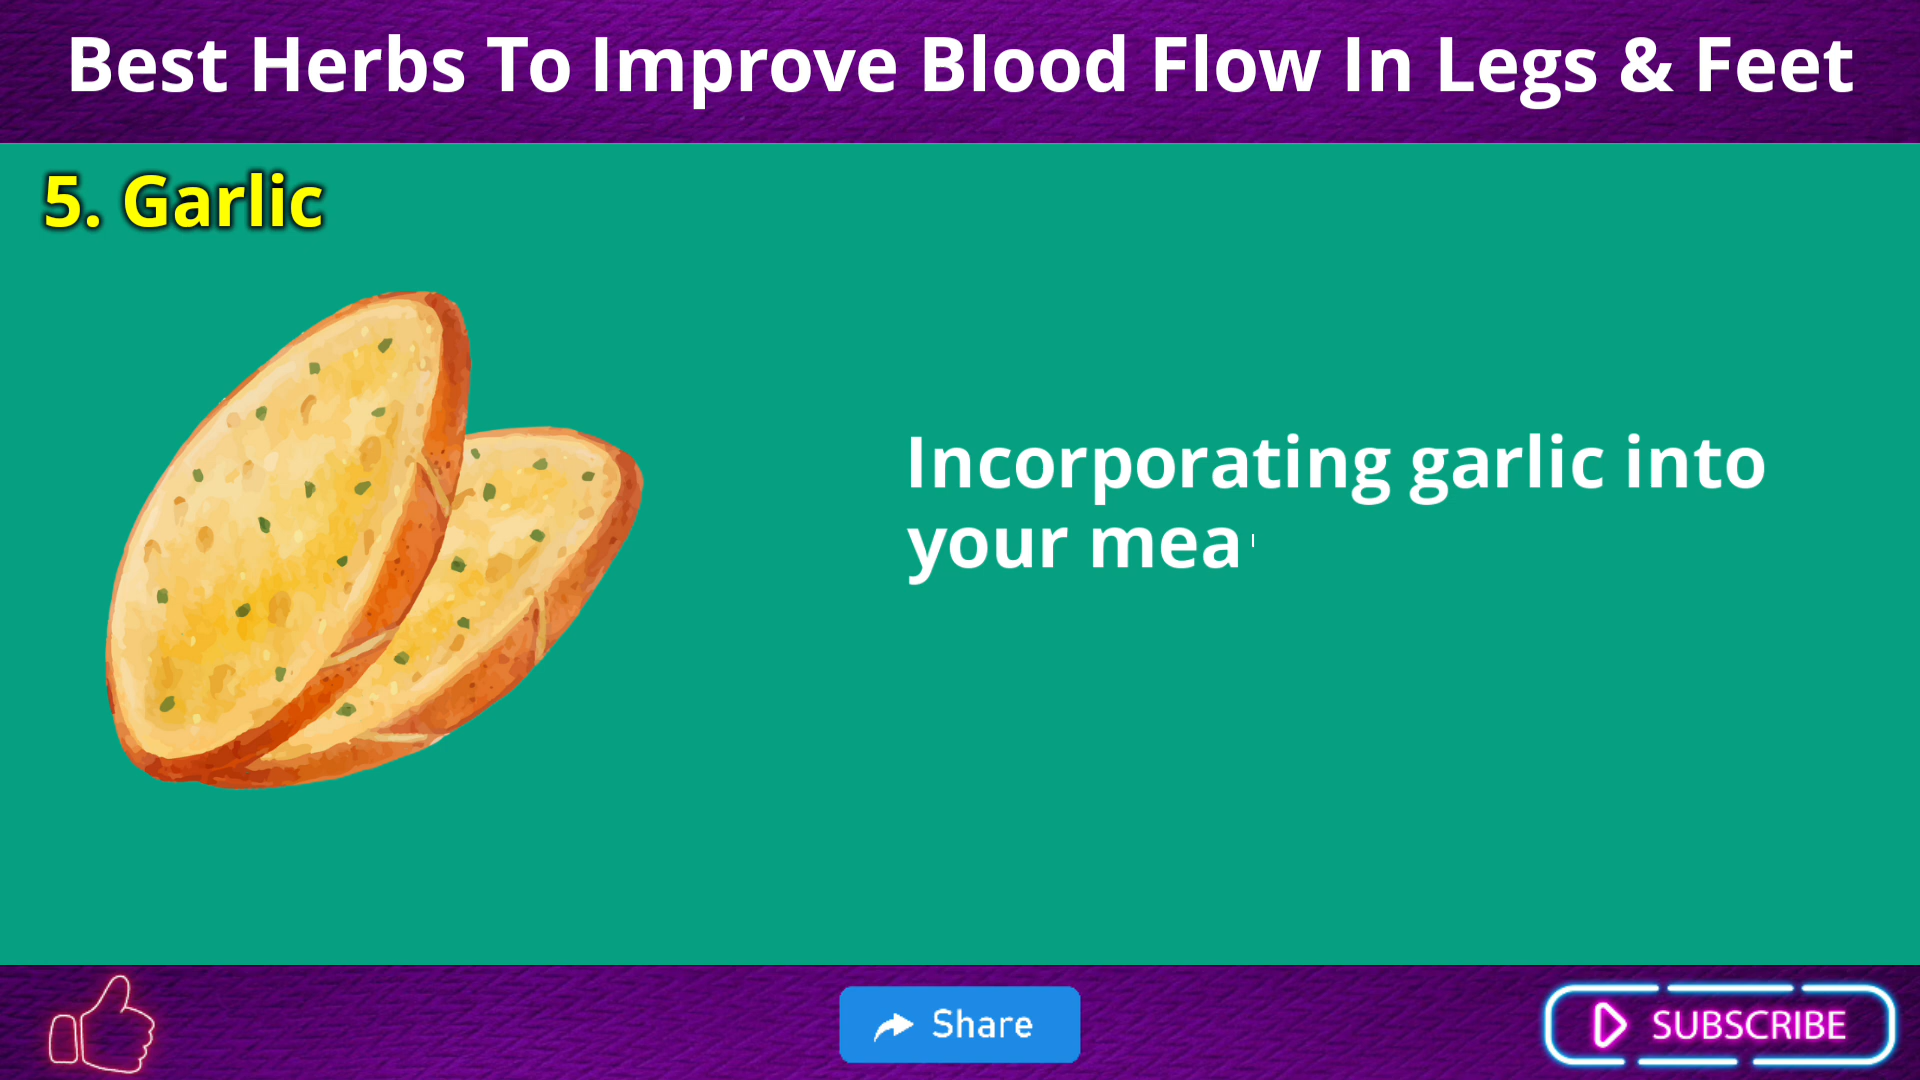 Best Herbs To Improve Blood Flow In Legs & Feet
5. Garlic
Incorporating garlic into
your mea
Share
SUBSCRIBE